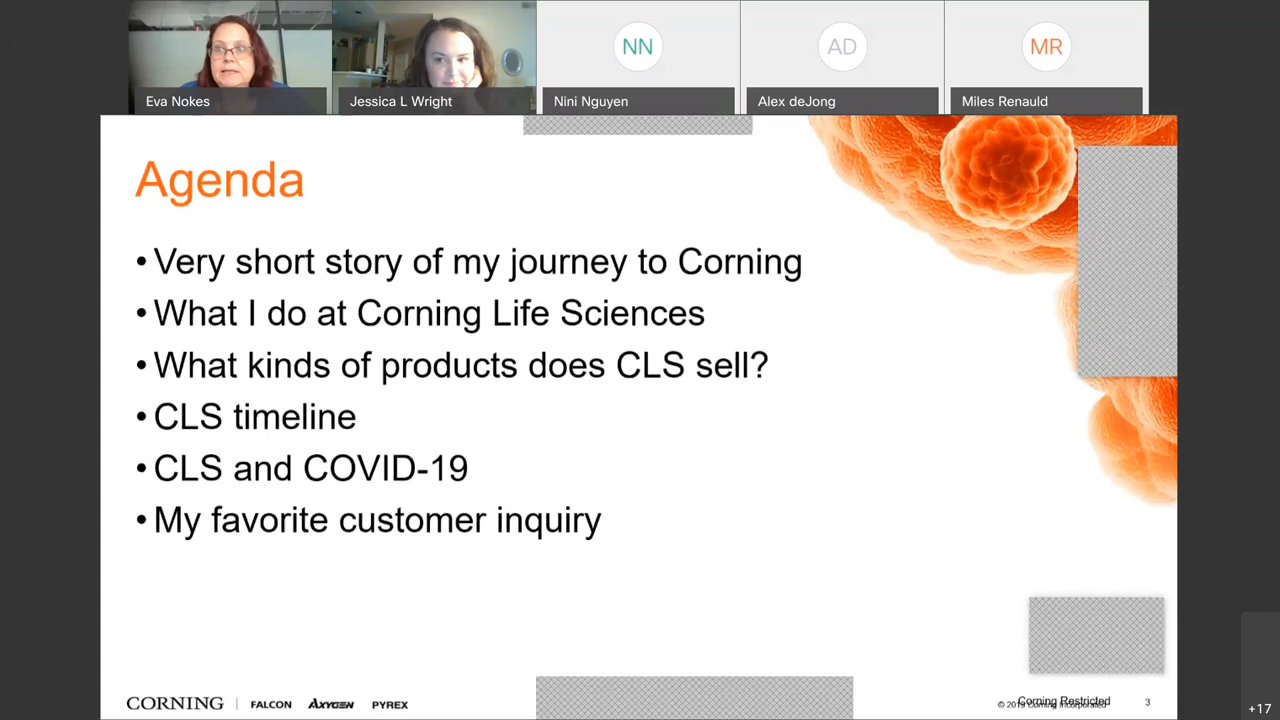 Eva Nokes
Jessica L Wright
NN
Nini Nguyen
AD
Alex deJong
MR
Miles Renauld
Agenda
• Very short story of my journey to Corning
• What I do at Corning Life Sciences
• What kinds of products does CLS sell?
• CLS timeline
• CLS and COVID-19
• My favorite customer inquiry
CORNING | FALCON AXYGEN PYREX
Corning Restricted
3
+17